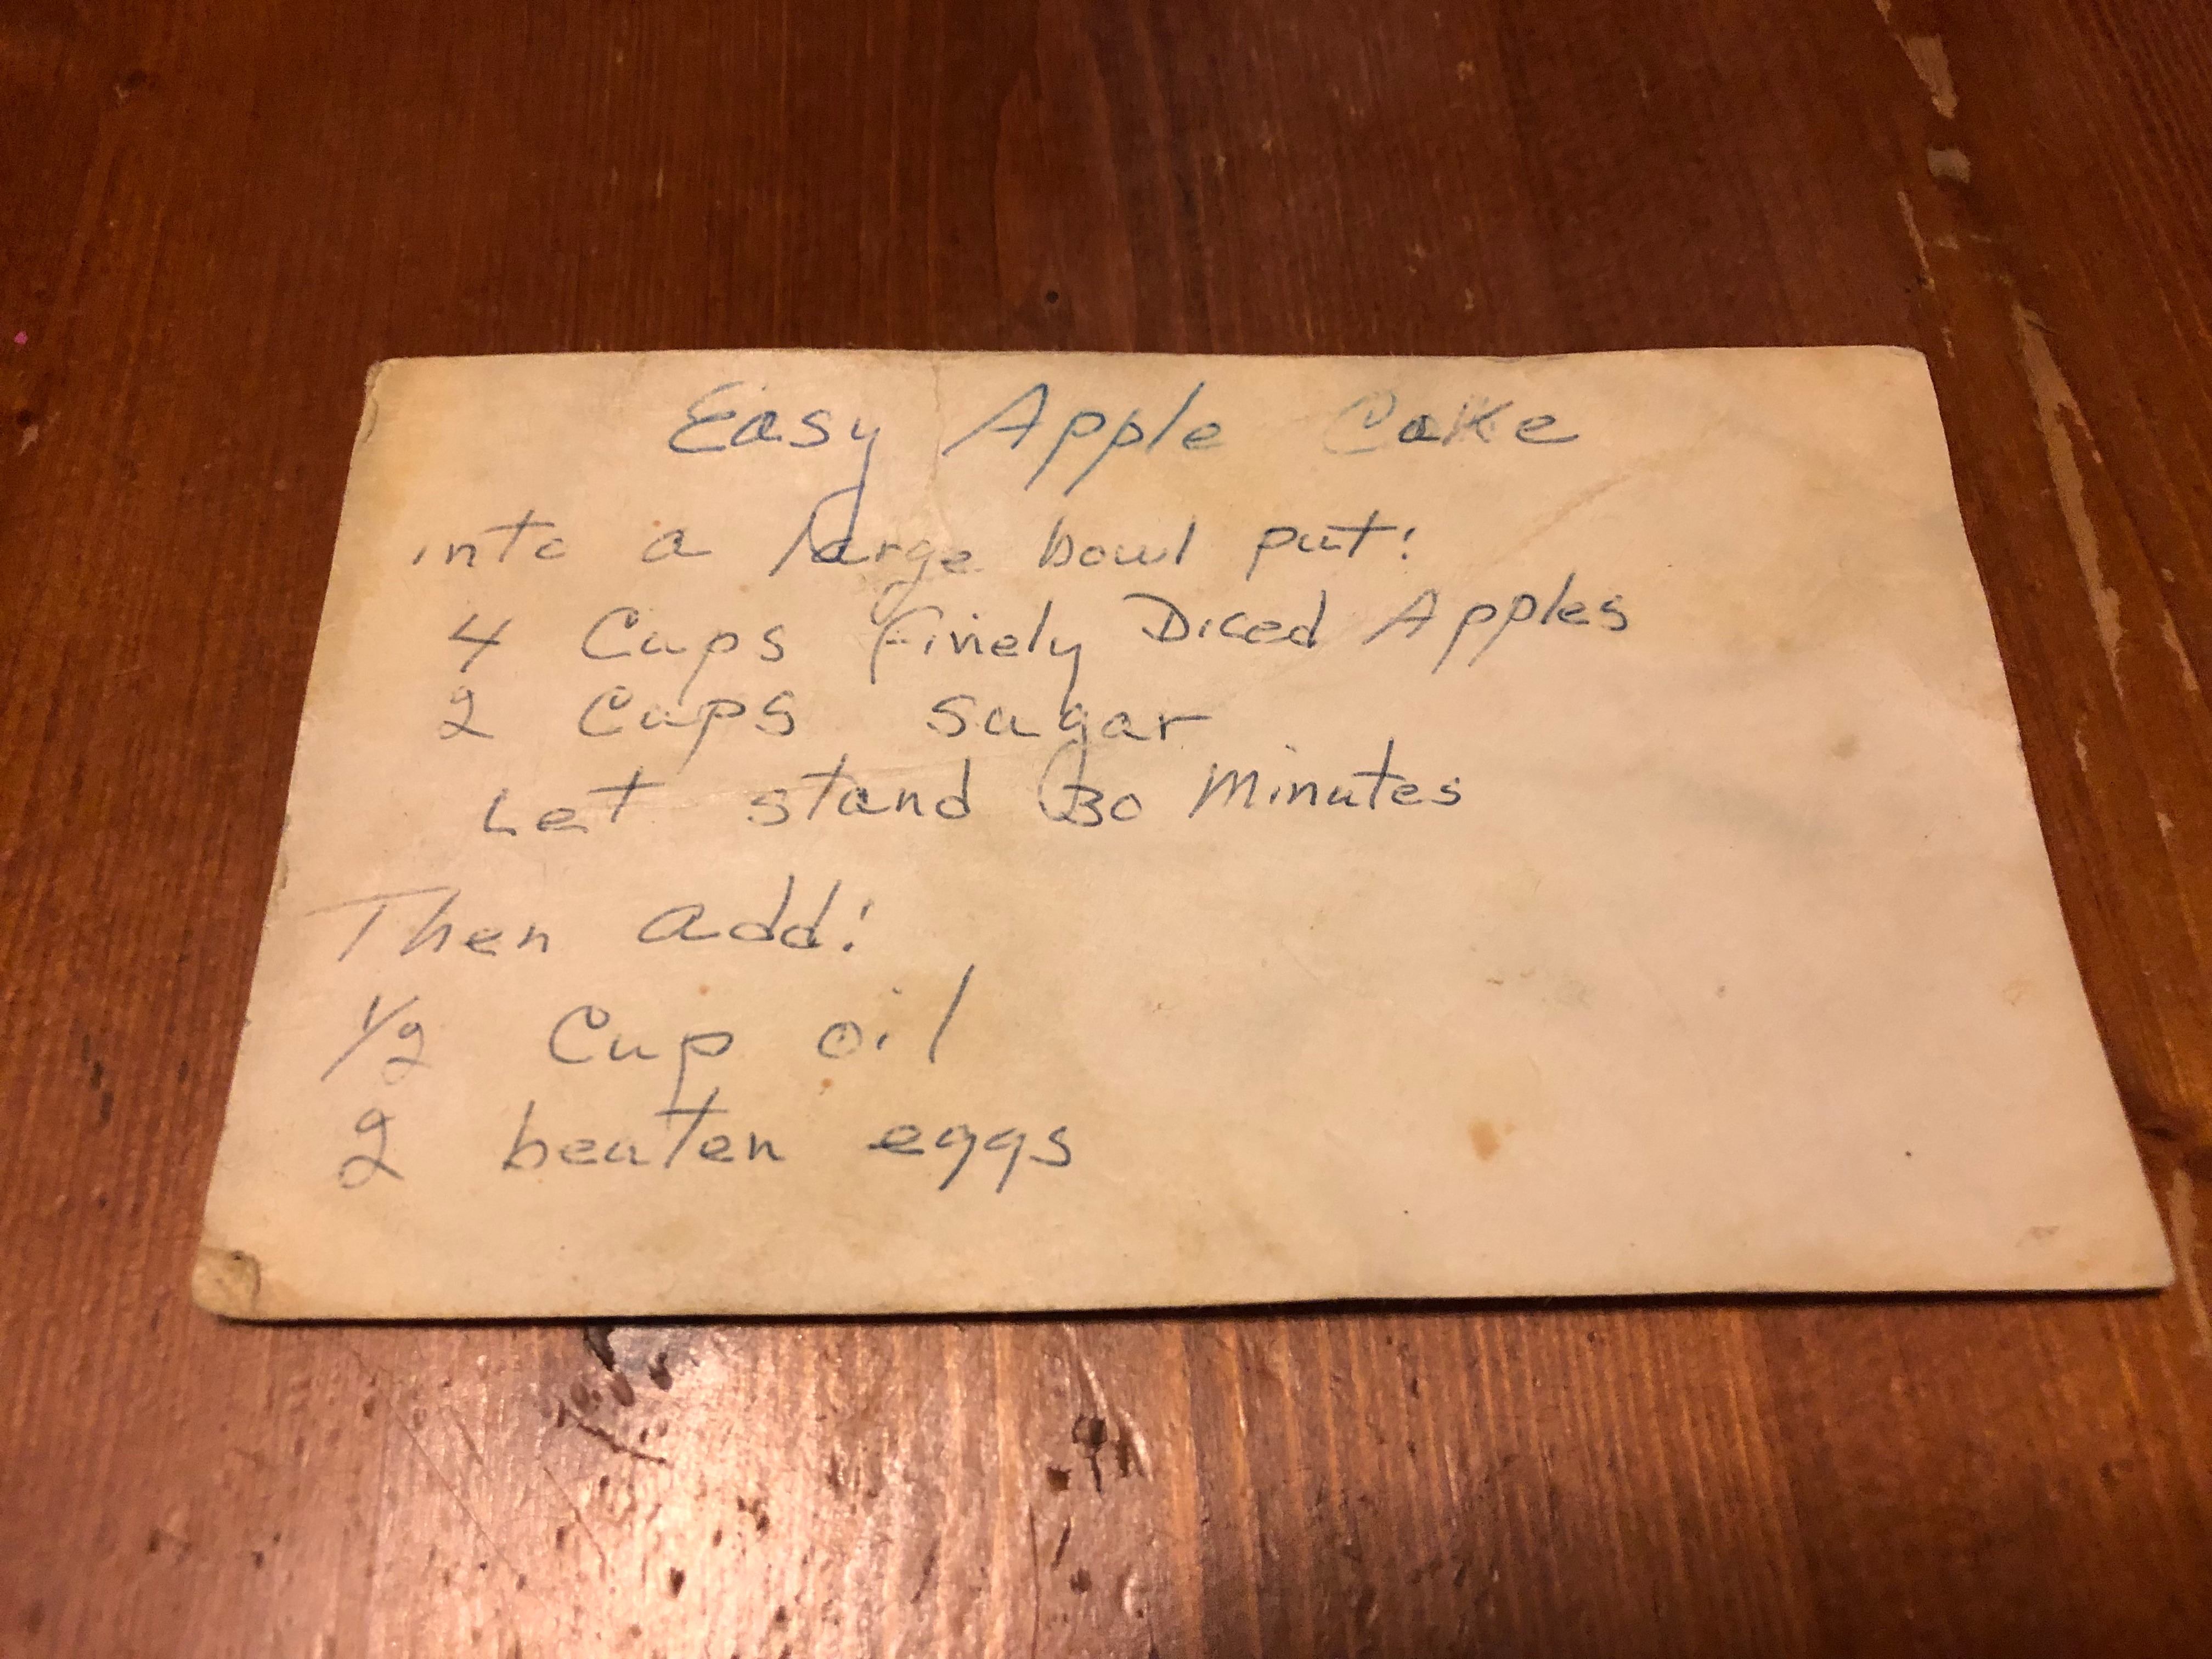 Easy Apple Cake
into a large bowl put:
4 Cups finely Diced Apples
2 Cups sugar
Let stand 30 Minutes
Then add:
1/2 Cup oil
2 beaten eggs